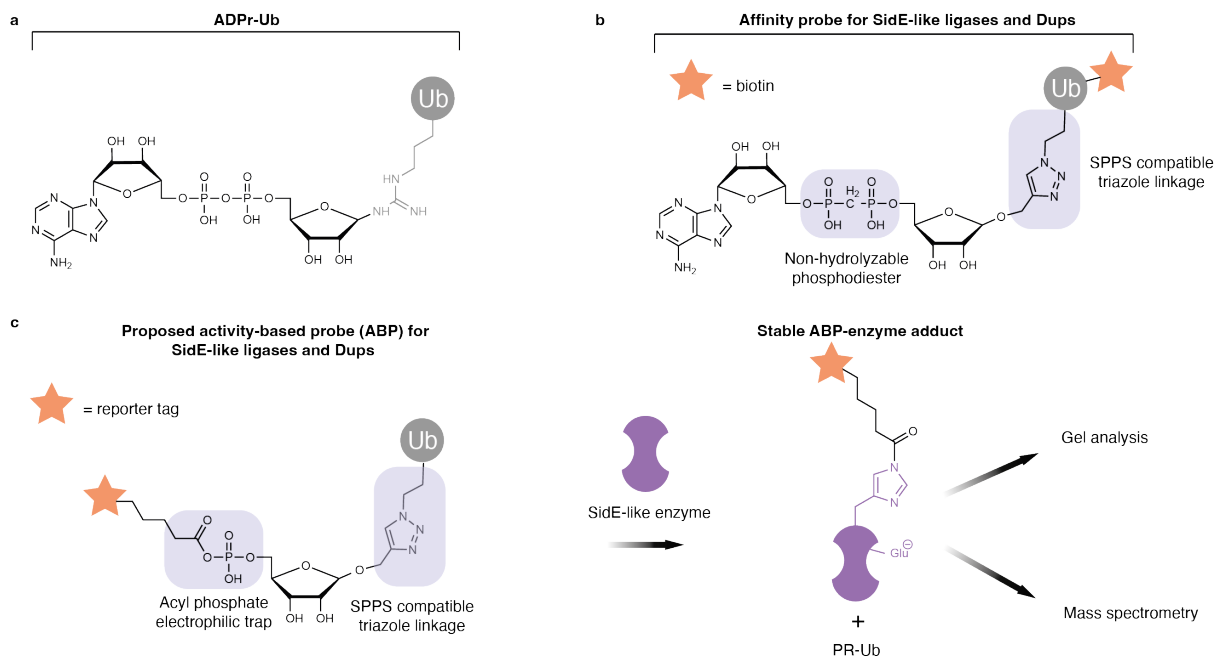 a
ADPr-Ub
Ub
OH
OH
O
N
N
N
N
NH₂
O
P
O
OH
O
P
O
OH
O
O
HN
NH
NH
OH
OH
b
Affinity probe for SidE-like ligases and Dups
= biotin
Ub
SPPS compatible
triazole linkage
N
N
N
OH
OH
O
N
N
N
N
NH₂
O
O
P
OH
H₂
C
O
P
OH
O
O
O
OH
OH
Non-hydrolyzable
phosphodiester
c
Proposed activity-based probe (ABP) for
SidE-like ligases and Dups
= reporter tag
Ub
N
N
N
O
O
O
P
OH
O
O
O
OH
OH
Acyl phosphate
electrophilic trap
SPPS compatible
triazole linkage
SidE-like enzyme
Stable ABP-enzyme adduct
O
N
N
Glu⊖
+
PR-Ub
Gel analysis
Mass spectrometry